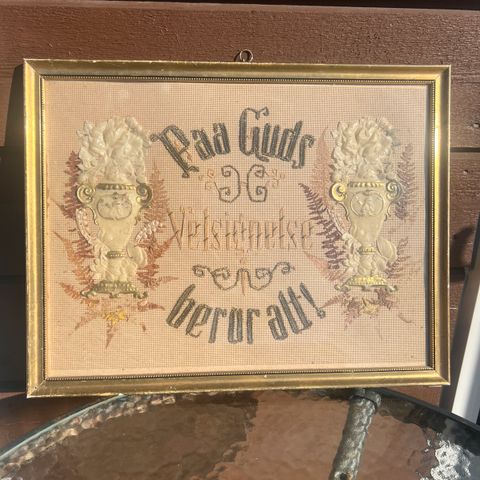 Paa Guds
Velsignelse
beror alt!